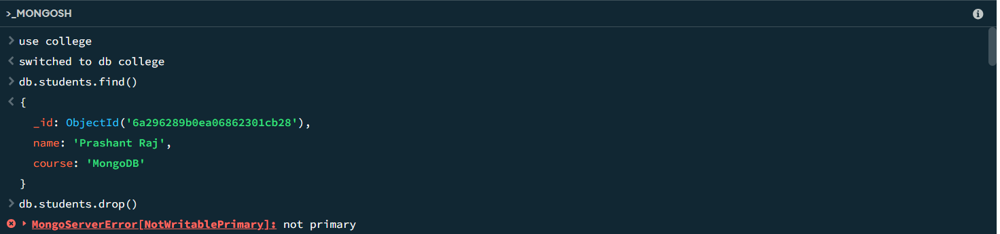 >_MONGOSH
> use college
< switched to db college
> db.students.find()
< {
_id: ObjectId('6a296289b0ea06862301cb28'),
name: 'Prashant Raj',
course: 'MongoDB'
}
> db.students.drop()
MongoServerError[NotWritablePrimary]: not primary